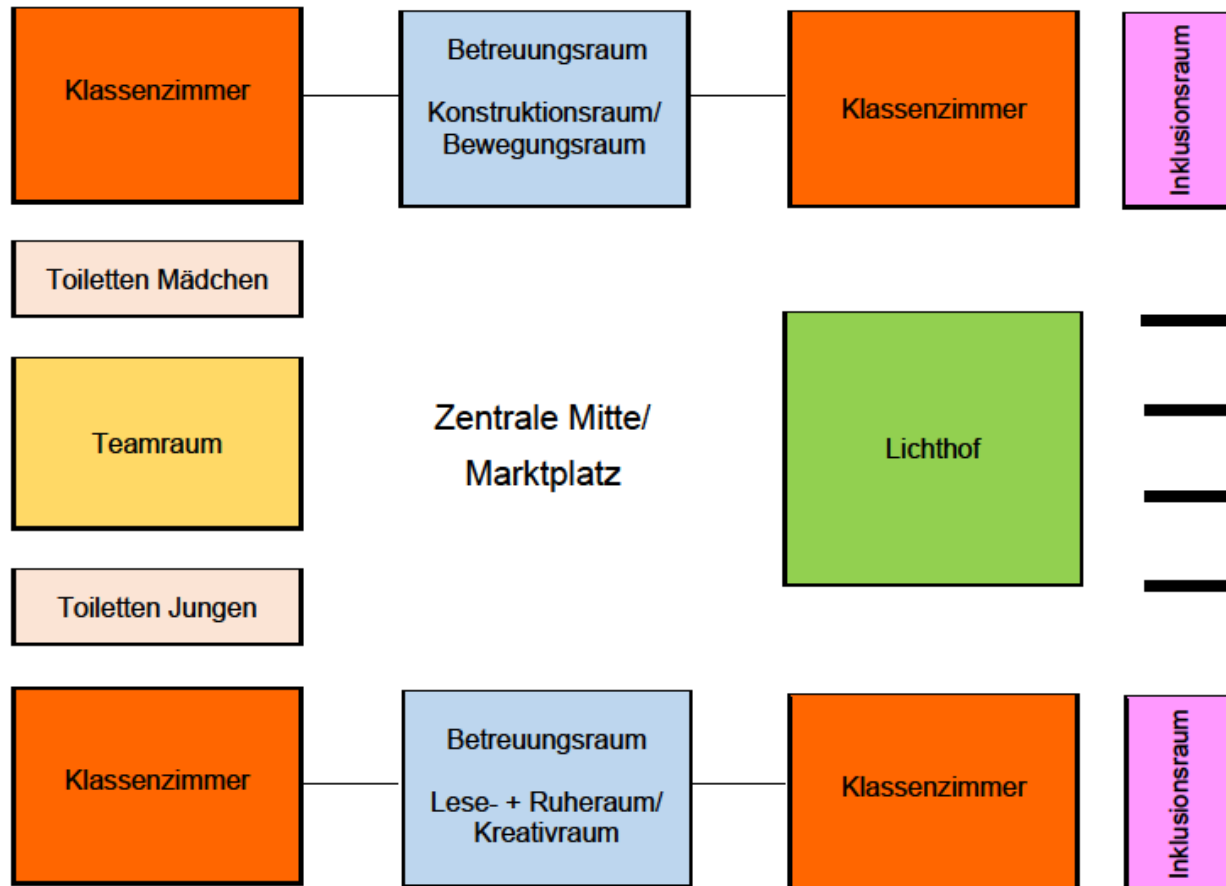 Klassenzimmer
Betreuungsraum
Konstruktionsraum/
Bewegungsraum
Klassenzimmer
Inklusionsraum
Toiletten Mädchen
Teamraum
Zentrale Mitte/
Marktplatz
Lichthof
Toiletten Jungen
Klassenzimmer
Betreuungsraum
Lese- + Ruheraum/
Kreativraum
Klassenzimmer
Inklusionsraum